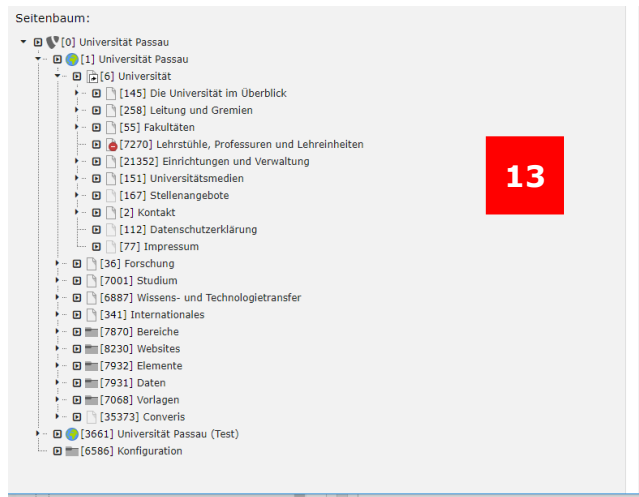 Seitenbaum:
[0] Universität Passau
[1] Universität Passau
[6] Universität
[145] Die Universität im Überblick
[258] Leitung und Gremien
[55] Fakultäten
[7270] Lehrstühle, Professuren und Lehreinheiten
[21352] Einrichtungen und Verwaltung
[151] Universitätsmedien
[167] Stellenangebote
[2] Kontakt
[112] Datenschutzerklärung
[77] Impressum
[36] Forschung
[7001] Studium
[6887] Wissens- und Technologietransfer
[341] Internationales
[7870] Bereiche
[8230] Websites
[7932] Elemente
[7931] Daten
[7068] Vorlagen
[35373] Converis
[3661] Universität Passau (Test)
[6586] Konfiguration
13